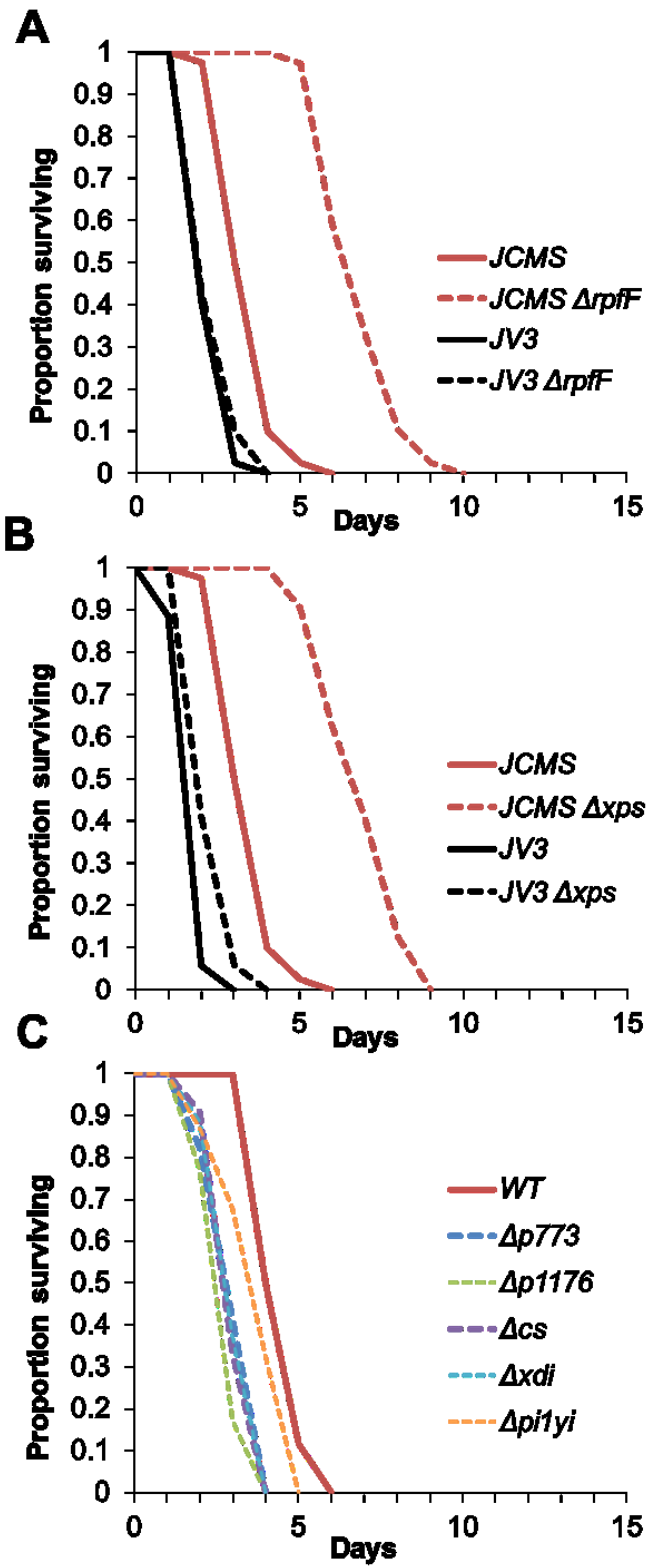 A
Proportion surviving
1
0.9
0.8
0.7
0.6
0.5
0.4
0.3
0.2
0.1
0
0 5 10 15
Days
JCMS
JCMS ΔrpfF
JV3
JV3 ΔrpfF
B
Proportion surviving
1
0.9
0.8
0.7
0.6
0.5
0.4
0.3
0.2
0.1
0
0 5 10 15
Days
JCMS
JCMS Δxps
JV3
JV3 Δxps
C
Proportion surviving
1
0.9
0.8
0.7
0.6
0.5
0.4
0.3
0.2
0.1
0
0 5 10 15
Days
WT
Δp773
Δp1176
Δcs
Δxdi
Δpi1yi